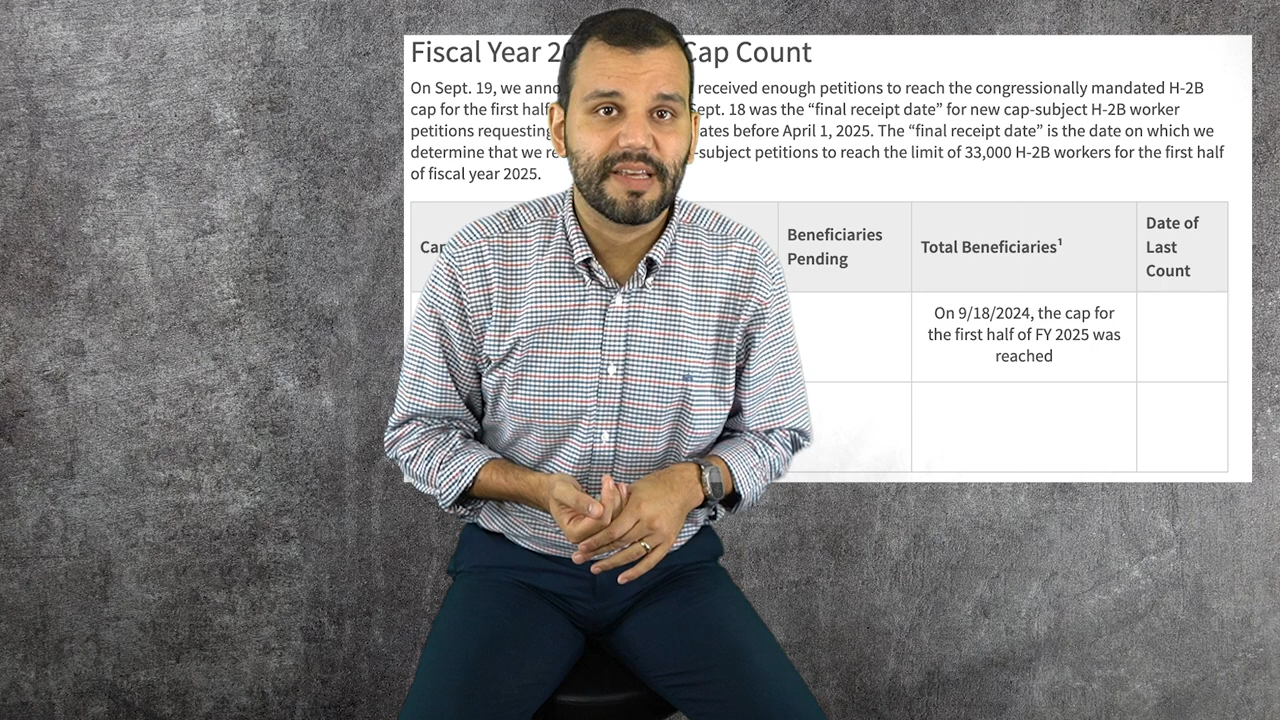 Fiscal Year 20 Cap Count
On Sept. 19, we anno received enough petitions to reach the congressionally mandated H-2B
cap for the first half Sept. 18 was the “final receipt date” for new cap-subject H-2B worker
petitions requesting ates before April 1, 2025. The “final receipt date” is the date on which we
determine that we re -subject petitions to reach the limit of 33,000 H-2B workers for the first half
of fiscal year 2025.
Cap
Beneficiaries
Pending
Total Beneficiaries¹
Date of
Last
Count
On 9/18/2024, the cap for
the first half of FY 2025 was
reached